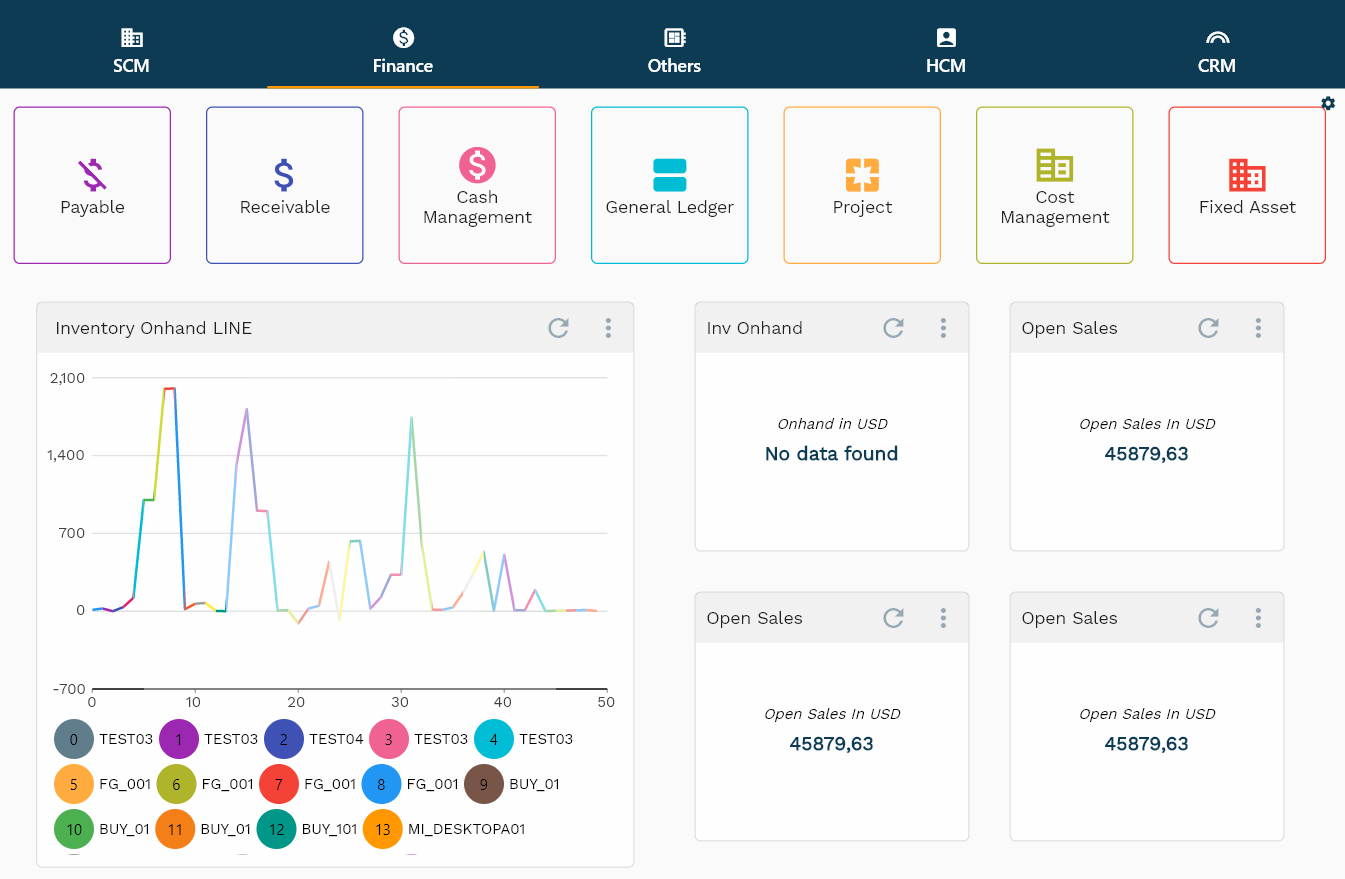 SCM
Finance
Others
HCM
CRM
Payable
Receivable
Cash
Management
General Ledger
Project
Cost
Management
Fixed Asset
Inventory Onhand LINE
2,100
1,400
700
0
-700
0 10 20 30 40 50
0 TEST03 1 TEST03 2 TEST04 3 TEST03 4 TEST03
5 FG_001 6 FG_001 7 FG_001 8 FG_001 9 BUY_01
10 BUY_01 11 BUY_01 12 BUY_101 13 MI_DESKTOPA01
Inv Onhand
Onhand in USD
No data found
Open Sales
Open Sales In USD
45879,63
Open Sales
Open Sales In USD
45879,63
Open Sales
Open Sales In USD
45879,63